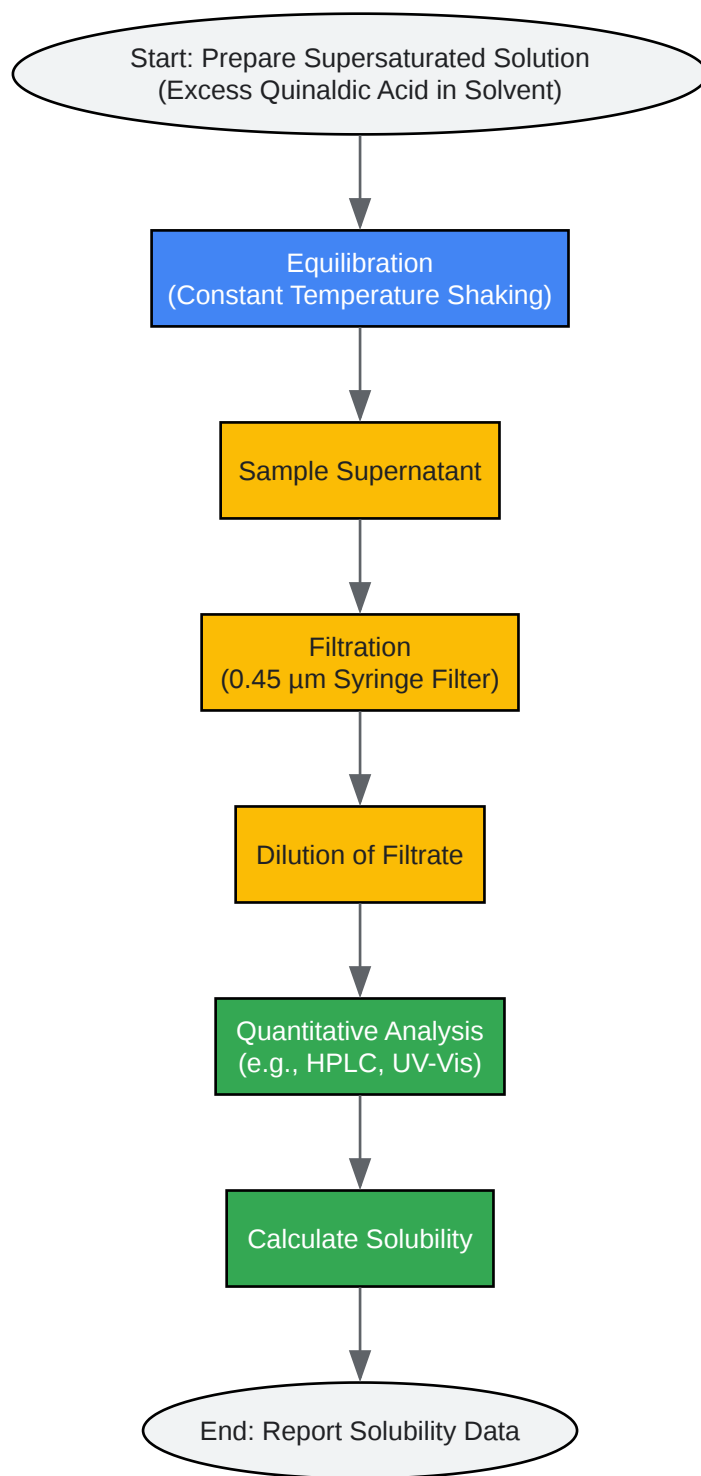 Start: Prepare Supersaturated Solution
(Excess Quinaldic Acid in Solvent)
Equilibration
(Constant Temperature Shaking)
Sample Supernatant
Filtration
(0.45 µm Syringe Filter)
Dilution of Filtrate
Quantitative Analysis
(e.g., HPLC, UV-Vis)
Calculate Solubility
End: Report Solubility Data